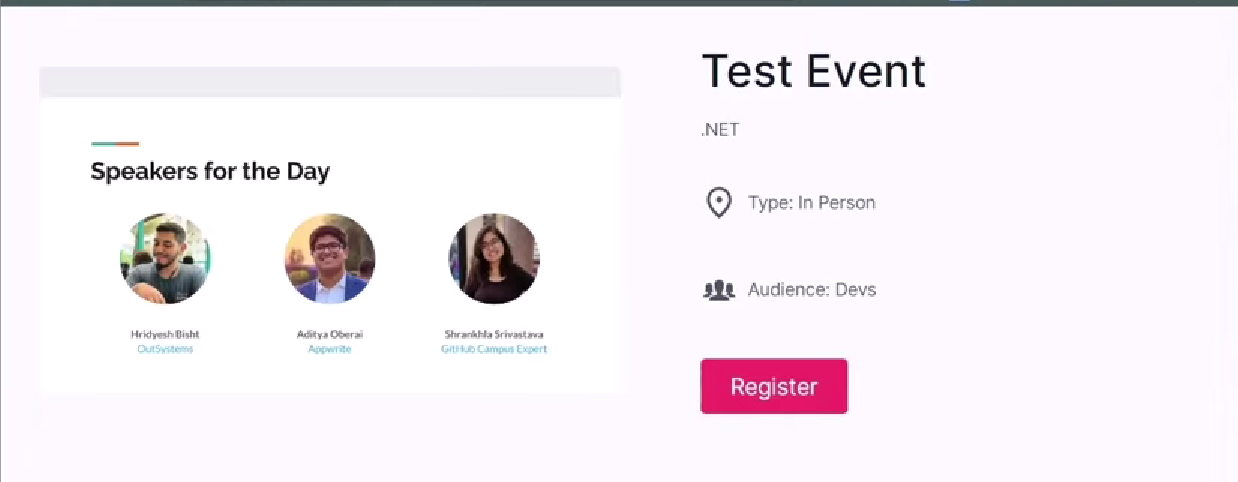 Test Event
.NET
Type: In Person
Audience: Devs
Register
Speakers for the Day
Hridyesh Bisht
OutSystems
Aditya Oberai
Appwrite
Shrankhla Srivastava
GitHub Campus Expert